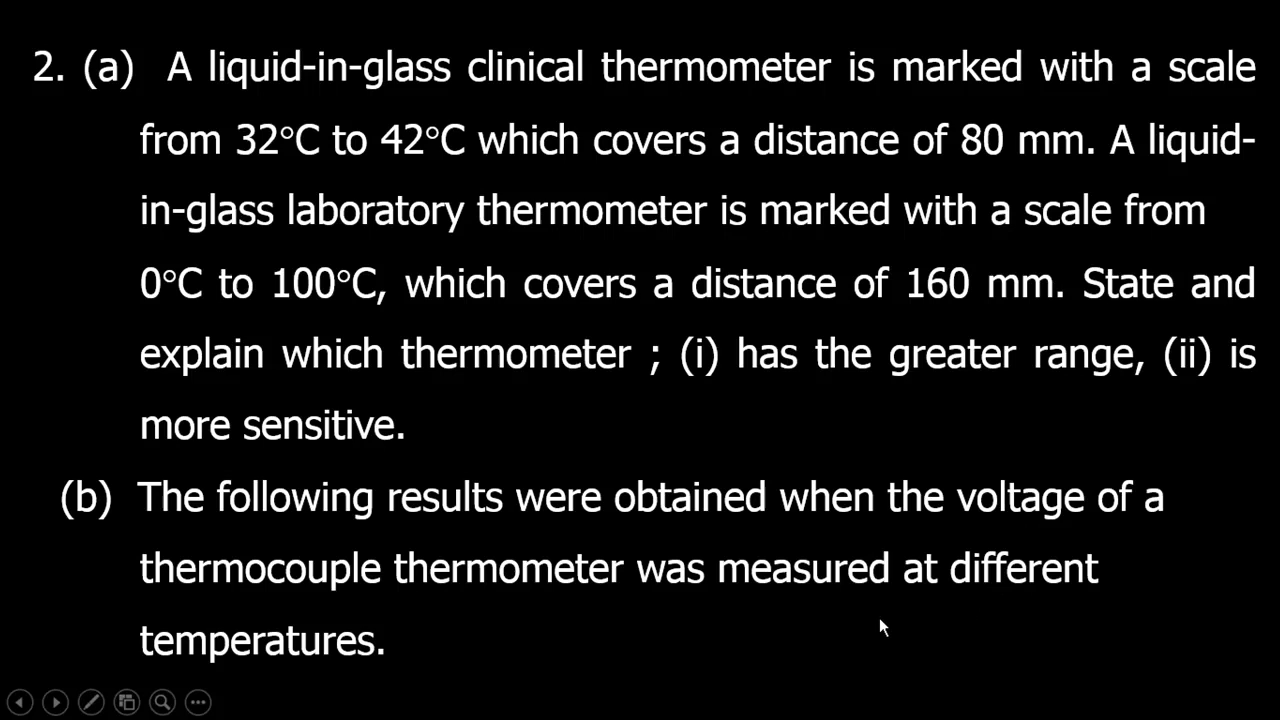 2. (a) A liquid-in-glass clinical thermometer is marked with a scale
from 32°C to 42°C which covers a distance of 80 mm. A liquid-
in-glass laboratory thermometer is marked with a scale from
0°C to 100°C, which covers a distance of 160 mm. State and
explain which thermometer ; (i) has the greater range, (ii) is
more sensitive.
(b) The following results were obtained when the voltage of a
thermocouple thermometer was measured at different
temperatures.